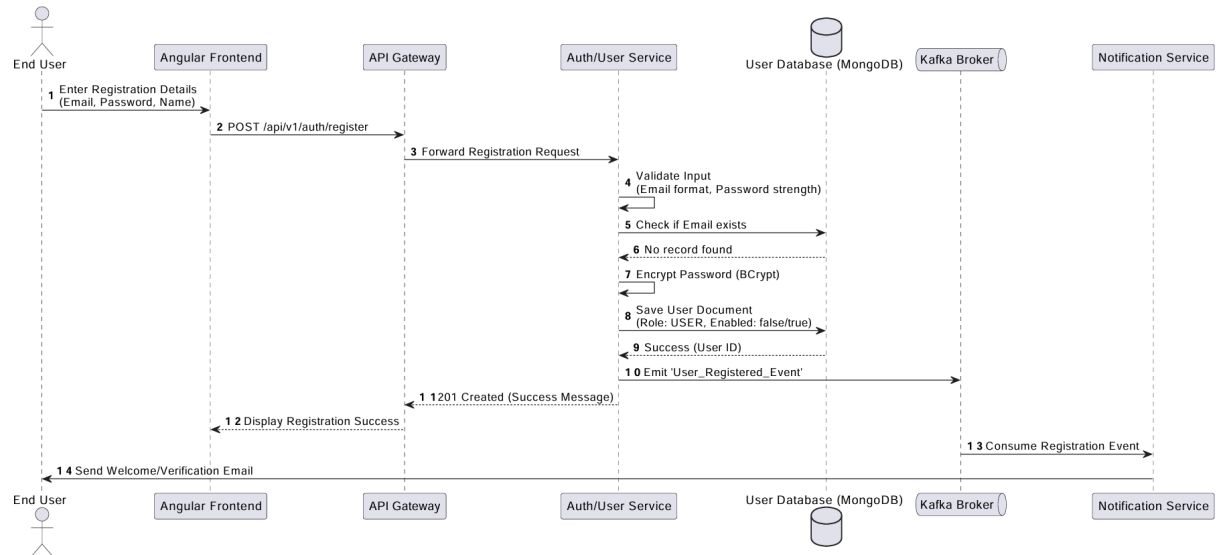 End User
Angular Frontend
API Gateway
Auth/User Service
User Database (MongoDB)
Kafka Broker
Notification Service
1 Enter Registration Details
(Email, Password, Name)
2 POST /api/v1/auth/register
3 Forward Registration Request
4 Validate Input
(Email format, Password strength)
5 Check if Email exists
6 No record found
7 Encrypt Password (BCrypt)
8 Save User Document
(Role: USER, Enabled: false/true)
9 Success (User ID)
10 Emit 'User_Registered_Event'
11 201 Created (Success Message)
12 Display Registration Success
13 Consume Registration Event
14 Send Welcome/Verification Email
End User
Angular Frontend
API Gateway
Auth/User Service
User Database (MongoDB)
Kafka Broker
Notification Service